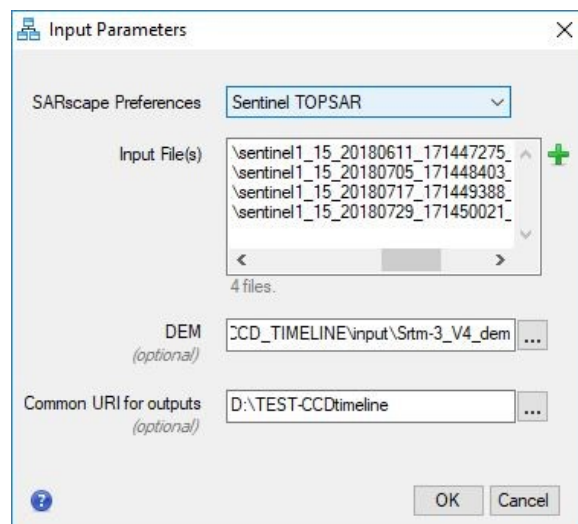 Input Parameters
SARscape Preferences
Sentinel TOPSAR
Input File(s)
\sentinel1_15_20180611_171447275_
\sentinel1_15_20180705_171448403_
\sentinel1_15_20180717_171449388_
\sentinel1_15_20180729_171450021_
4 files.
DEM
(optional)
CCD_TIMELINE\input\Srtm-3_V4_dem
...
Common URI for outputs
(optional)
D:\TEST-CCDtimeline
...
?
OK
Cancel